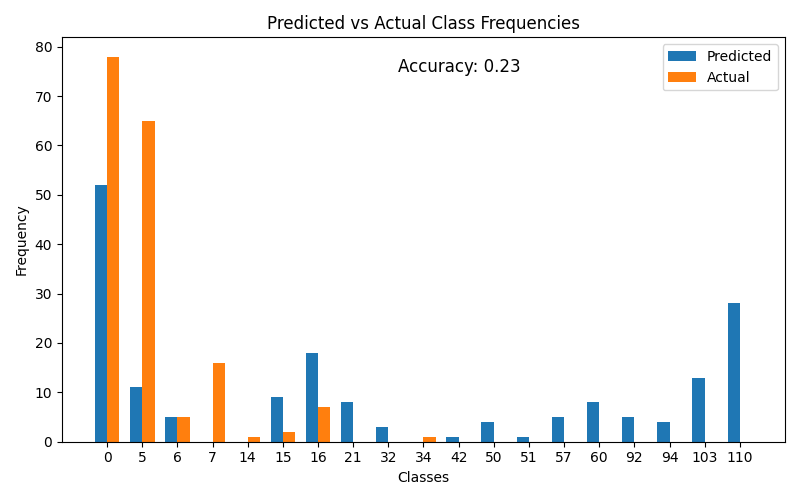 Predicted vs Actual Class Frequencies
Accuracy: 0.23
Predicted
Actual
80
70
60
50
40
30
20
10
0
Frequency
0 5 6 7 14 15 16 21 32 34 42 50 51 57 60 92 94 103 110
Classes